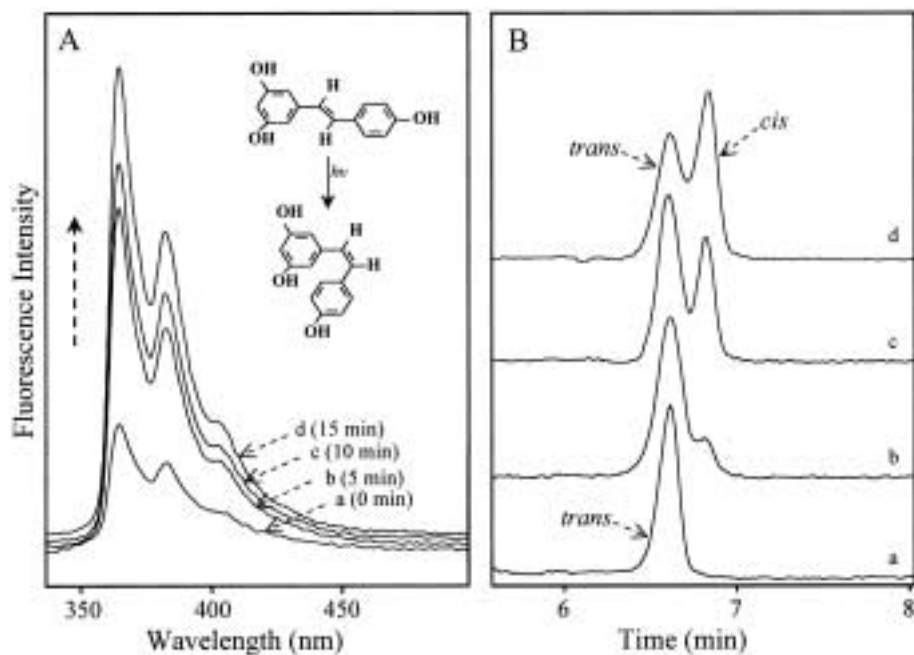 A
OH
H
OH
H
OH
hν
OH
H
H
OH
OH
d (15 min)
c (10 min)
b (5 min)
a (0 min)
Fluorescence Intensity
350
400
450
Wavelength (nm)
B
trans
cis
d
c
b
trans
a
6
7
8
Time (min)